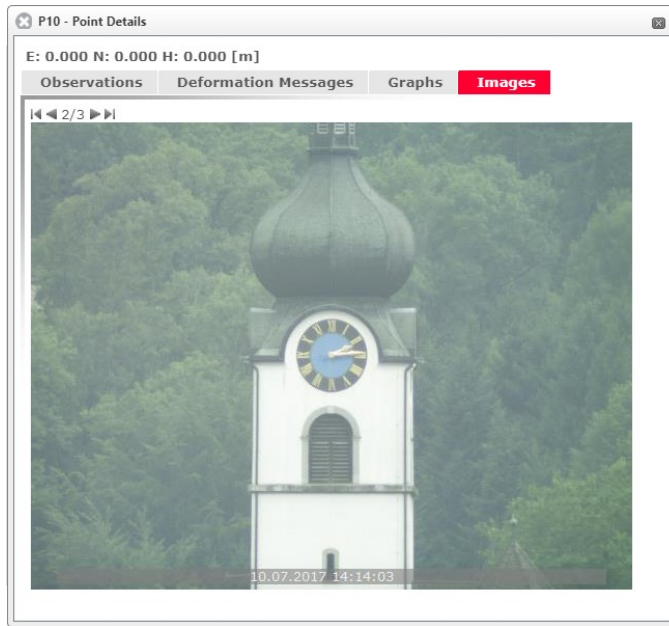 P10 - Point Details
E: 0.000 N: 0.000 H: 0.000 [m]
Observations Deformation Messages Graphs Images
2/3
10.07.2017 14:14:03